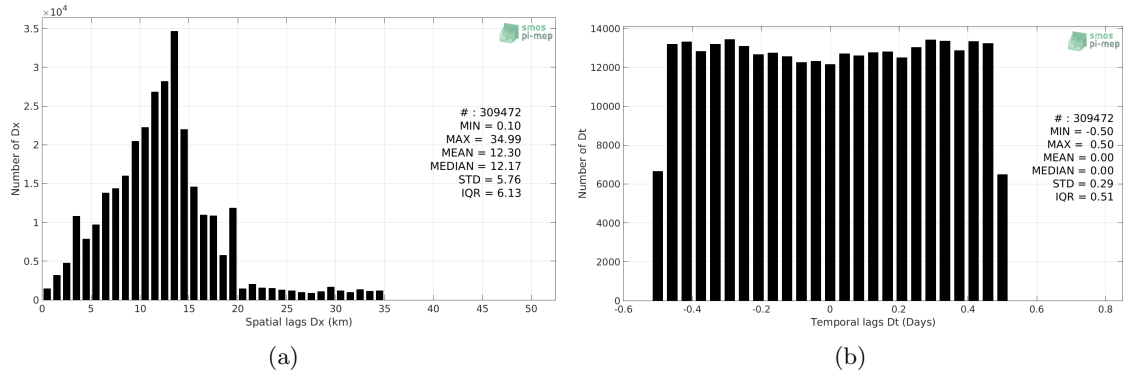 ×10⁴
3.5
3
2.5
2
1.5
1
0.5
0
Number of Dx
smos
pi-mep
# : 309472
MIN = 0.10
MAX = 34.99
MEAN = 12.30
MEDIAN = 12.17
STD = 5.76
IQR = 6.13
0 5 10 15 20 25 30 35 40 45 50
Spatial lags Dx (km)
(a)
14000
12000
10000
8000
6000
4000
2000
0
Number of Dt
smos
pi-mep
# : 309472
MIN = -0.50
MAX = 0.50
MEAN = 0.00
MEDIAN = 0.00
STD = 0.29
IQR = 0.51
-0.6 -0.4 -0.2 0 0.2 0.4 0.6 0.8
Temporal lags Dt (Days)
(b)